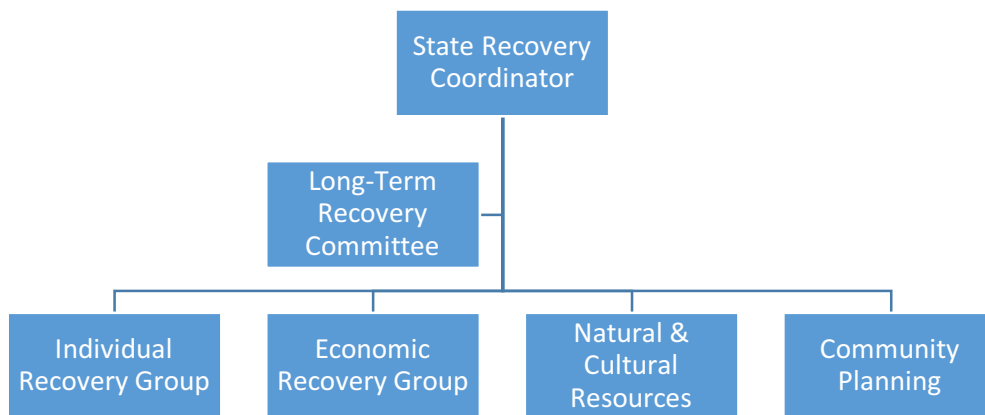 State Recovery
Coordinator
Long-Term
Recovery
Committee
Individual
Recovery Group
Economic
Recovery Group
Natural &
Cultural
Resources
Community
Planning